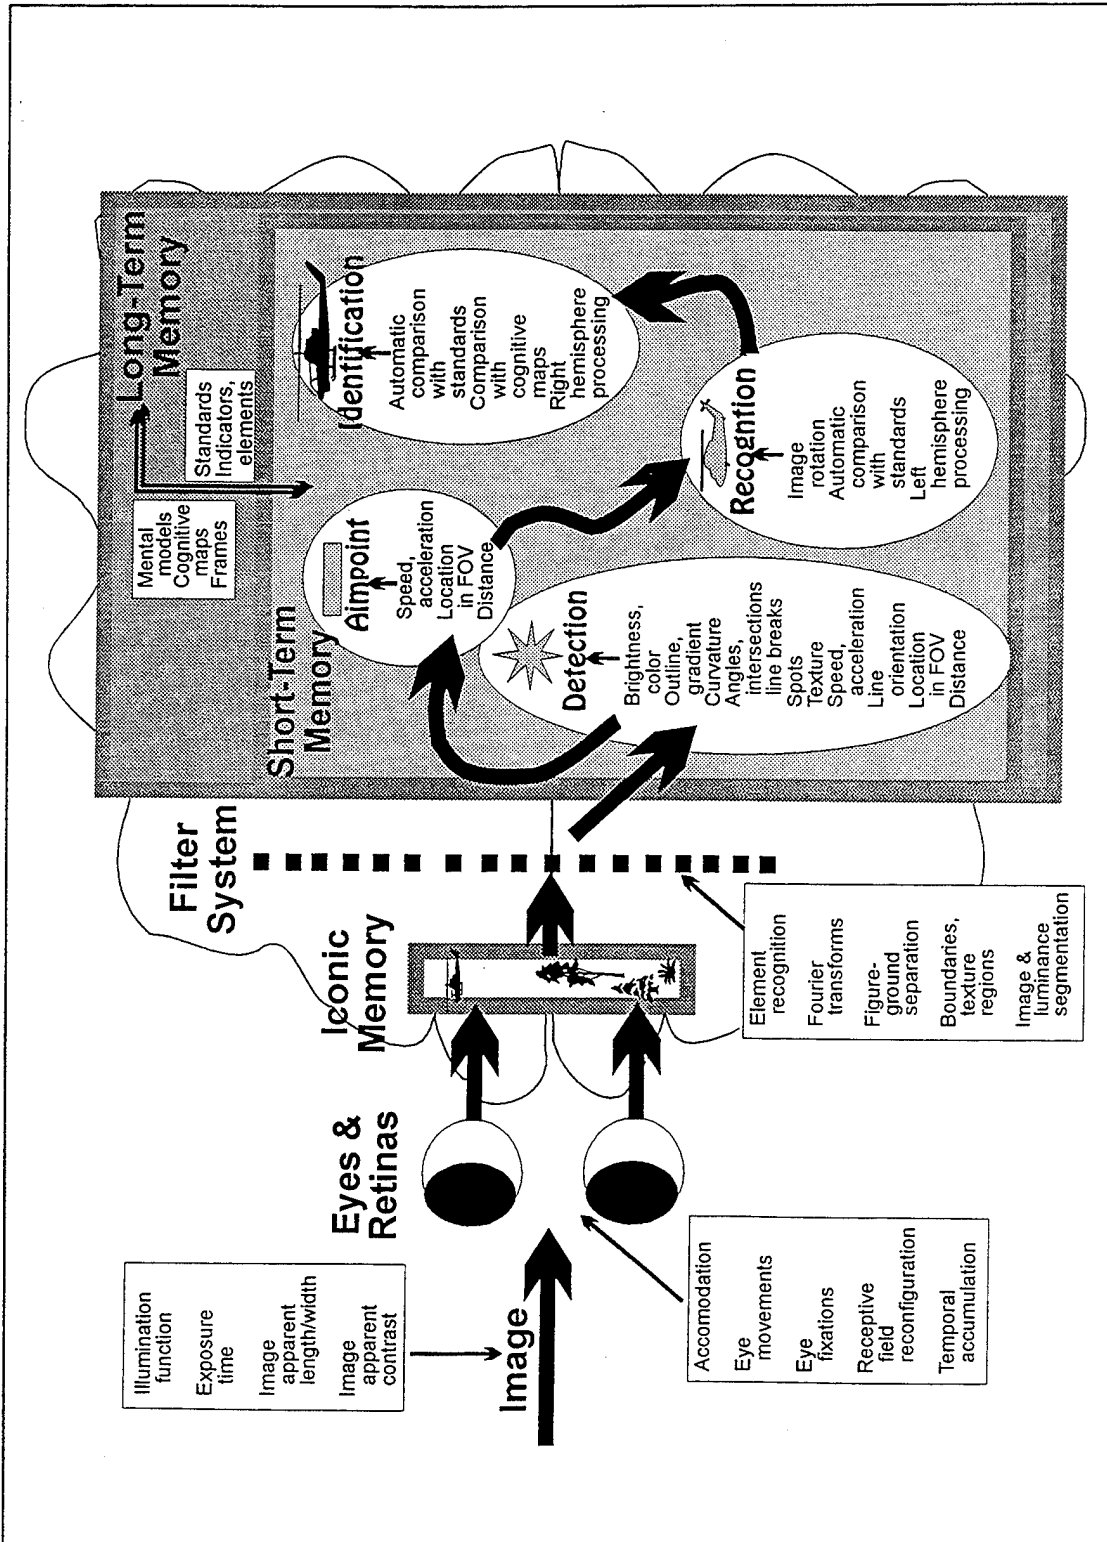 Illumination
function
Exposure
time
Image
apparent
length/width
Image
apparent
contrast
Image
Eyes &
Retinas
Accomodation
Eye
movements
Eye
fixations
Receptive
field
reconfiguration
Temporal
accumulation
Iconic
Memory
Filter
System
Element
recognition
Fourier
transforms
Figure-
ground
separation
Boundaries,
texture
regions
Image &
luminance
segmentation
Short-Term
Memory
Detection
Brightness,
color
Outline,
gradient
Curvature
Angles,
intersections
line breaks
Spots
Texture
Speed,
acceleration
Line
orientation
Location
in FOV
Distance
Aimpoint
Speed,
acceleration
Location
in FOV
Distance
Recogntion
Image
rotation
Automatic
comparison
with
standards
Left
hemisphere
processing
Identification
Automatic
comparison
with
standards
Comparison
with
cognitive
maps
Right
hemisphere
processing
Long-Term
Memory
Mental
models
Cognitive
maps
Frames
Standards
Indicators,
elements